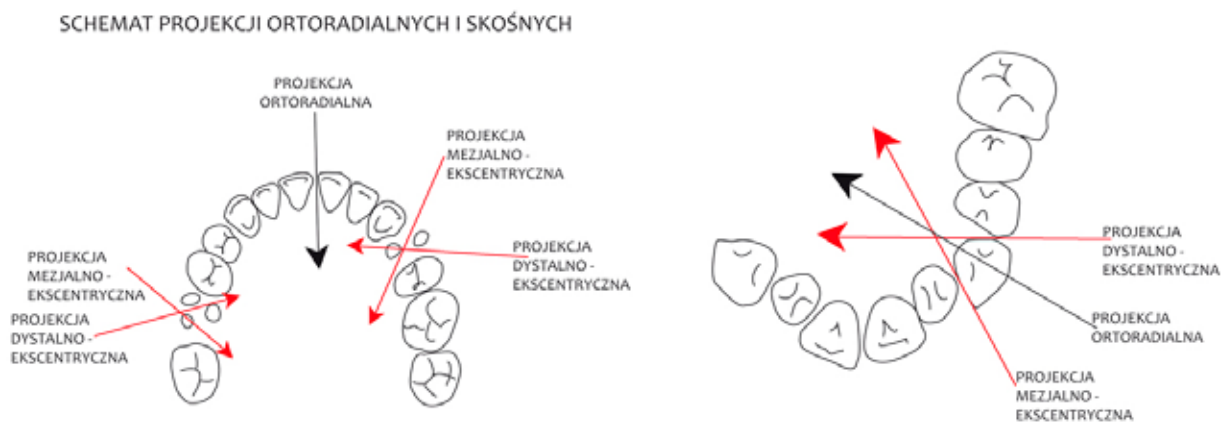 SCHEMAT PROJEKCJI ORTORADIALNYCH I SKOŚNYCH
PROJEKCJA
ORTORADIALNA
PROJEKCJA
MEZJALNO -
EKSCENTRYCZNA
PROJEKCJA
DYSTALNO -
EKSCENTRYCZNA
PROJEKCJA
MEZJALNO -
EKSCENTRYCZNA
PROJEKCJA
DYSTALNO -
EKSCENTRYCZNA
PROJEKCJA
DYSTALNO -
EKSCENTRYCZNA
PROJEKCJA
ORTORADIALNA
PROJEKCJA
MEZJALNO -
EKSCENTRYCZNA